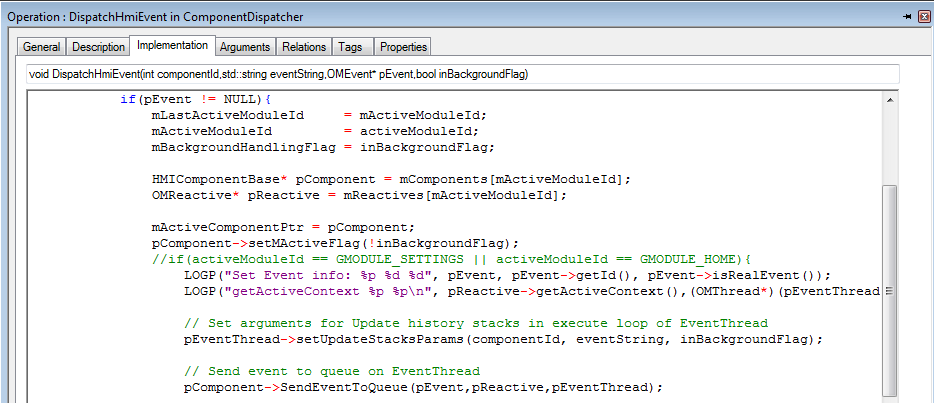 Operation : DispatchHmiEvent in ComponentDispatcher
General Description Implementation Arguments Relations Tags Properties
void DispatchHmiEvent(int componentId,std::string eventString,OMEvent* pEvent,bool inBackgroundFlag)
if(pEvent != NULL){
mLastActiveModuleId = mActiveModuleId;
mActiveModuleId = activeModuleId;
mBackgroundHandlingFlag = inBackgroundFlag;
HMIComponentBase* pComponent = mComponents[mActiveModuleId];
OMReactive* pReactive = mReactives[mActiveModuleId];
mActiveComponentPtr = pComponent;
pComponent->setMActiveFlag(!inBackgroundFlag);
//if(activeModuleId == GMODULE_SETTINGS || activeModuleId == GMODULE_HOME){
LOGP("Set Event info: %p %d %d", pEvent, pEvent->getId(), pEvent->isRealEvent());
LOGP("getActiveContext %p %p\n", pReactive->getActiveContext(),(OMThread*)(pEventThread
// Set arguments for Update history stacks in execute loop of EventThread
pEventThread->setUpdateStacksParams(componentId, eventString, inBackgroundFlag);
// Send event to queue on EventThread
pComponent->SendEventToQueue(pEvent,pReactive,pEventThread);